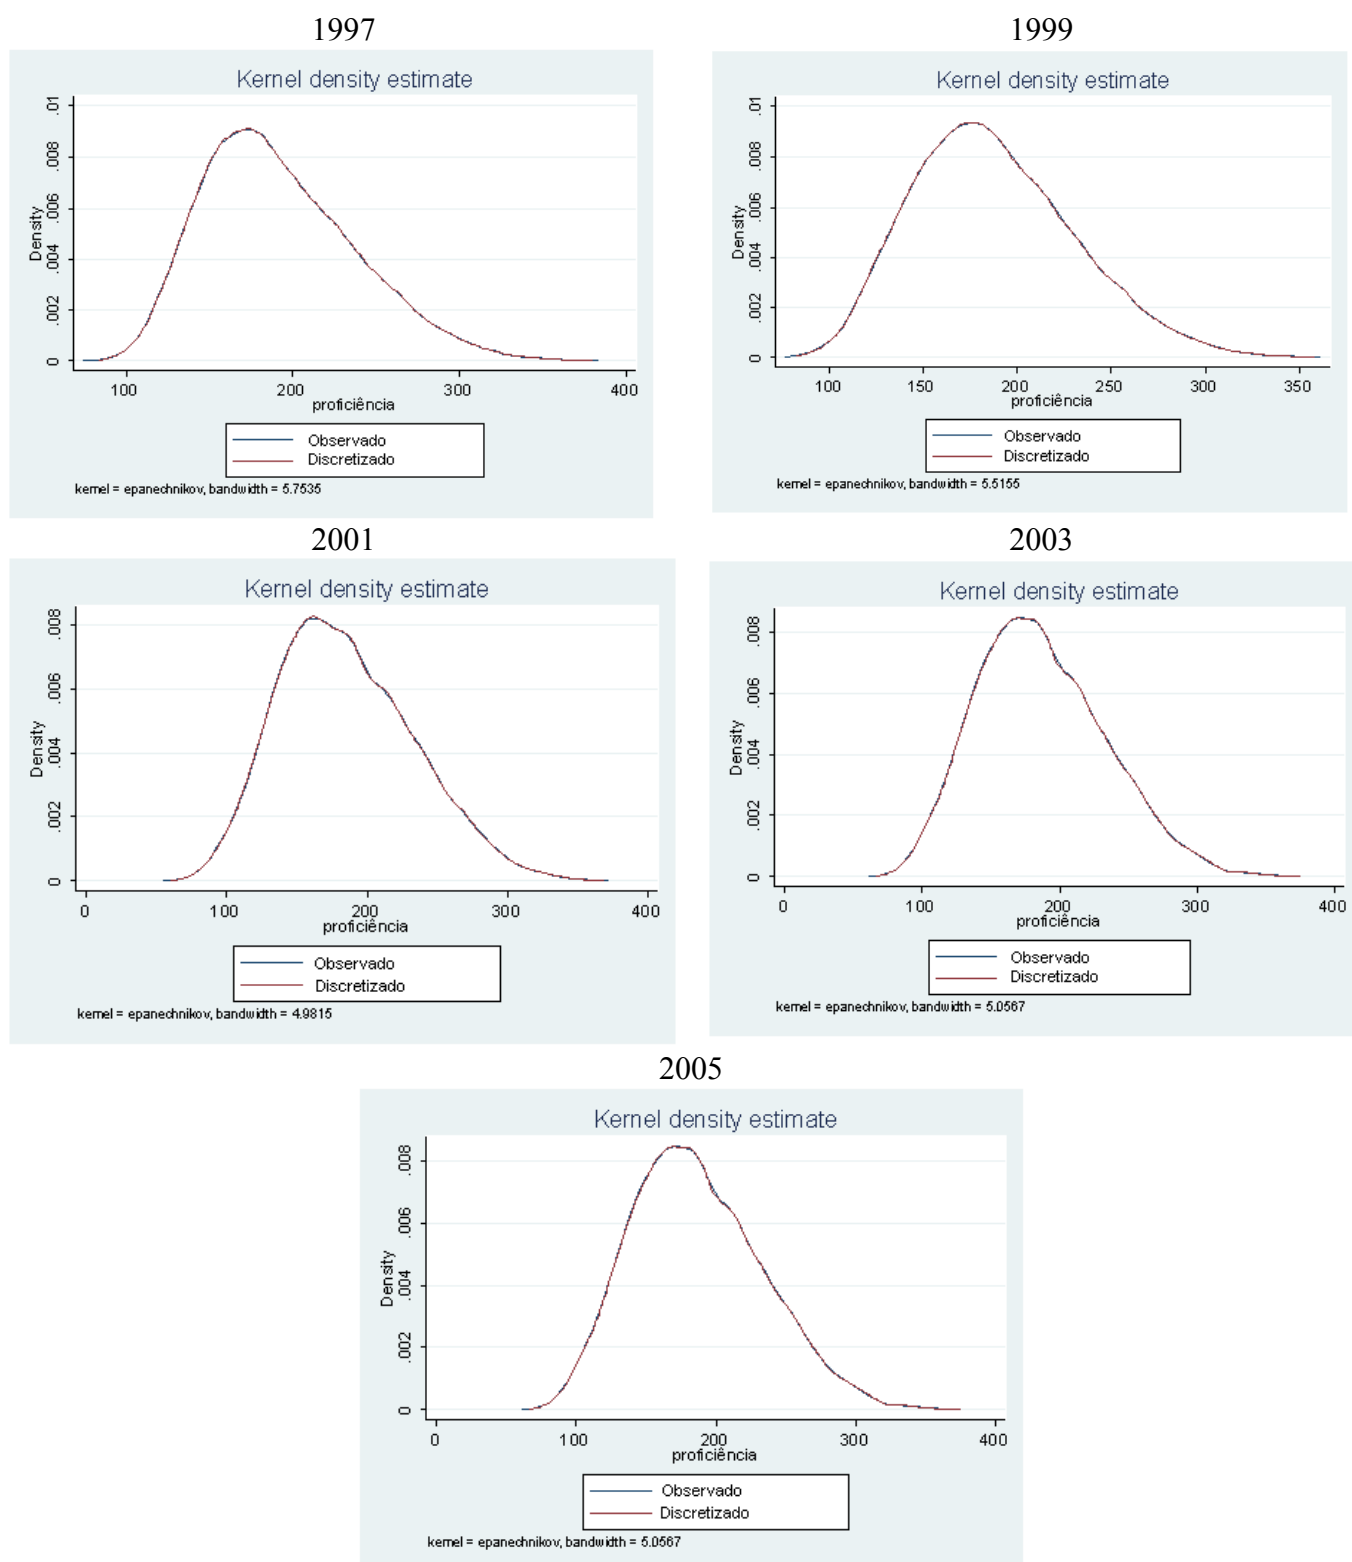 1997
Kernel density estimate
Density
0 .002 .004 .006 .008 .01
100 200 300 400
proficiência
Observado
Discretizado
kernel = epanechnikov, bandwidth = 5.7535
1999
Kernel density estimate
Density
0 .002 .004 .006 .008 .01
100 150 200 250 300 350
proficiência
Observado
Discretizado
kernel = epanechnikov, bandwidth = 5.5155
2001
Kernel density estimate
Density
0 .002 .004 .006 .008
0 100 200 300 400
proficiência
Observado
Discretizado
kernel = epanechnikov, bandwidth = 4.9815
2003
Kernel density estimate
Density
0 .002 .004 .006 .008
0 100 200 300 400
proficiência
Observado
Discretizado
kernel = epanechnikov, bandwidth = 5.0567
2005
Kernel density estimate
Density
0 .002 .004 .006 .008
0 100 200 300 400
proficiência
Observado
Discretizado
kernel = epanechnikov, bandwidth = 5.0567